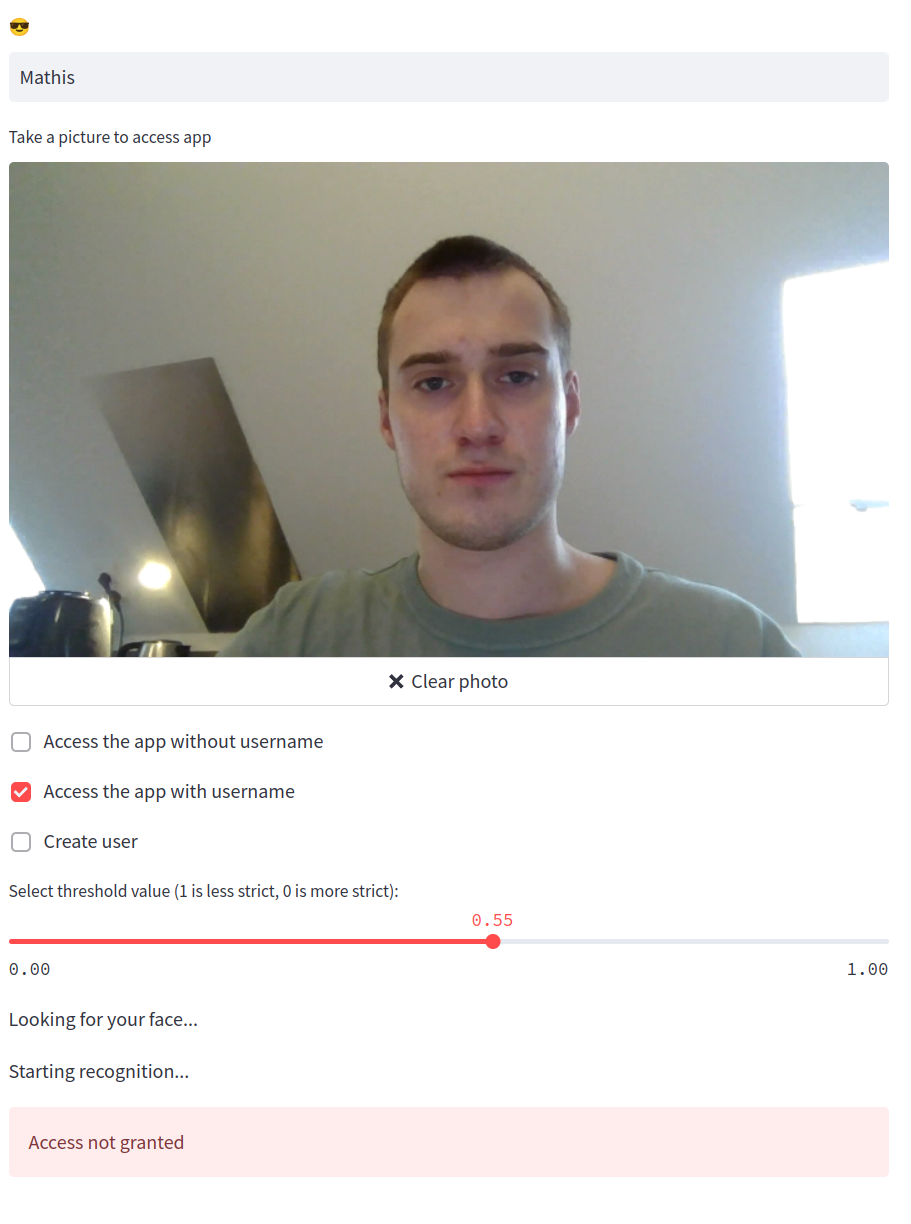 Mathis
Take a picture to access app
Clear photo
Access the app without username
Access the app with username
Create user
Select threshold value (1 is less strict, 0 is more strict):
0.55
0.00 1.00
Looking for your face...
Starting recognition...
Access not granted